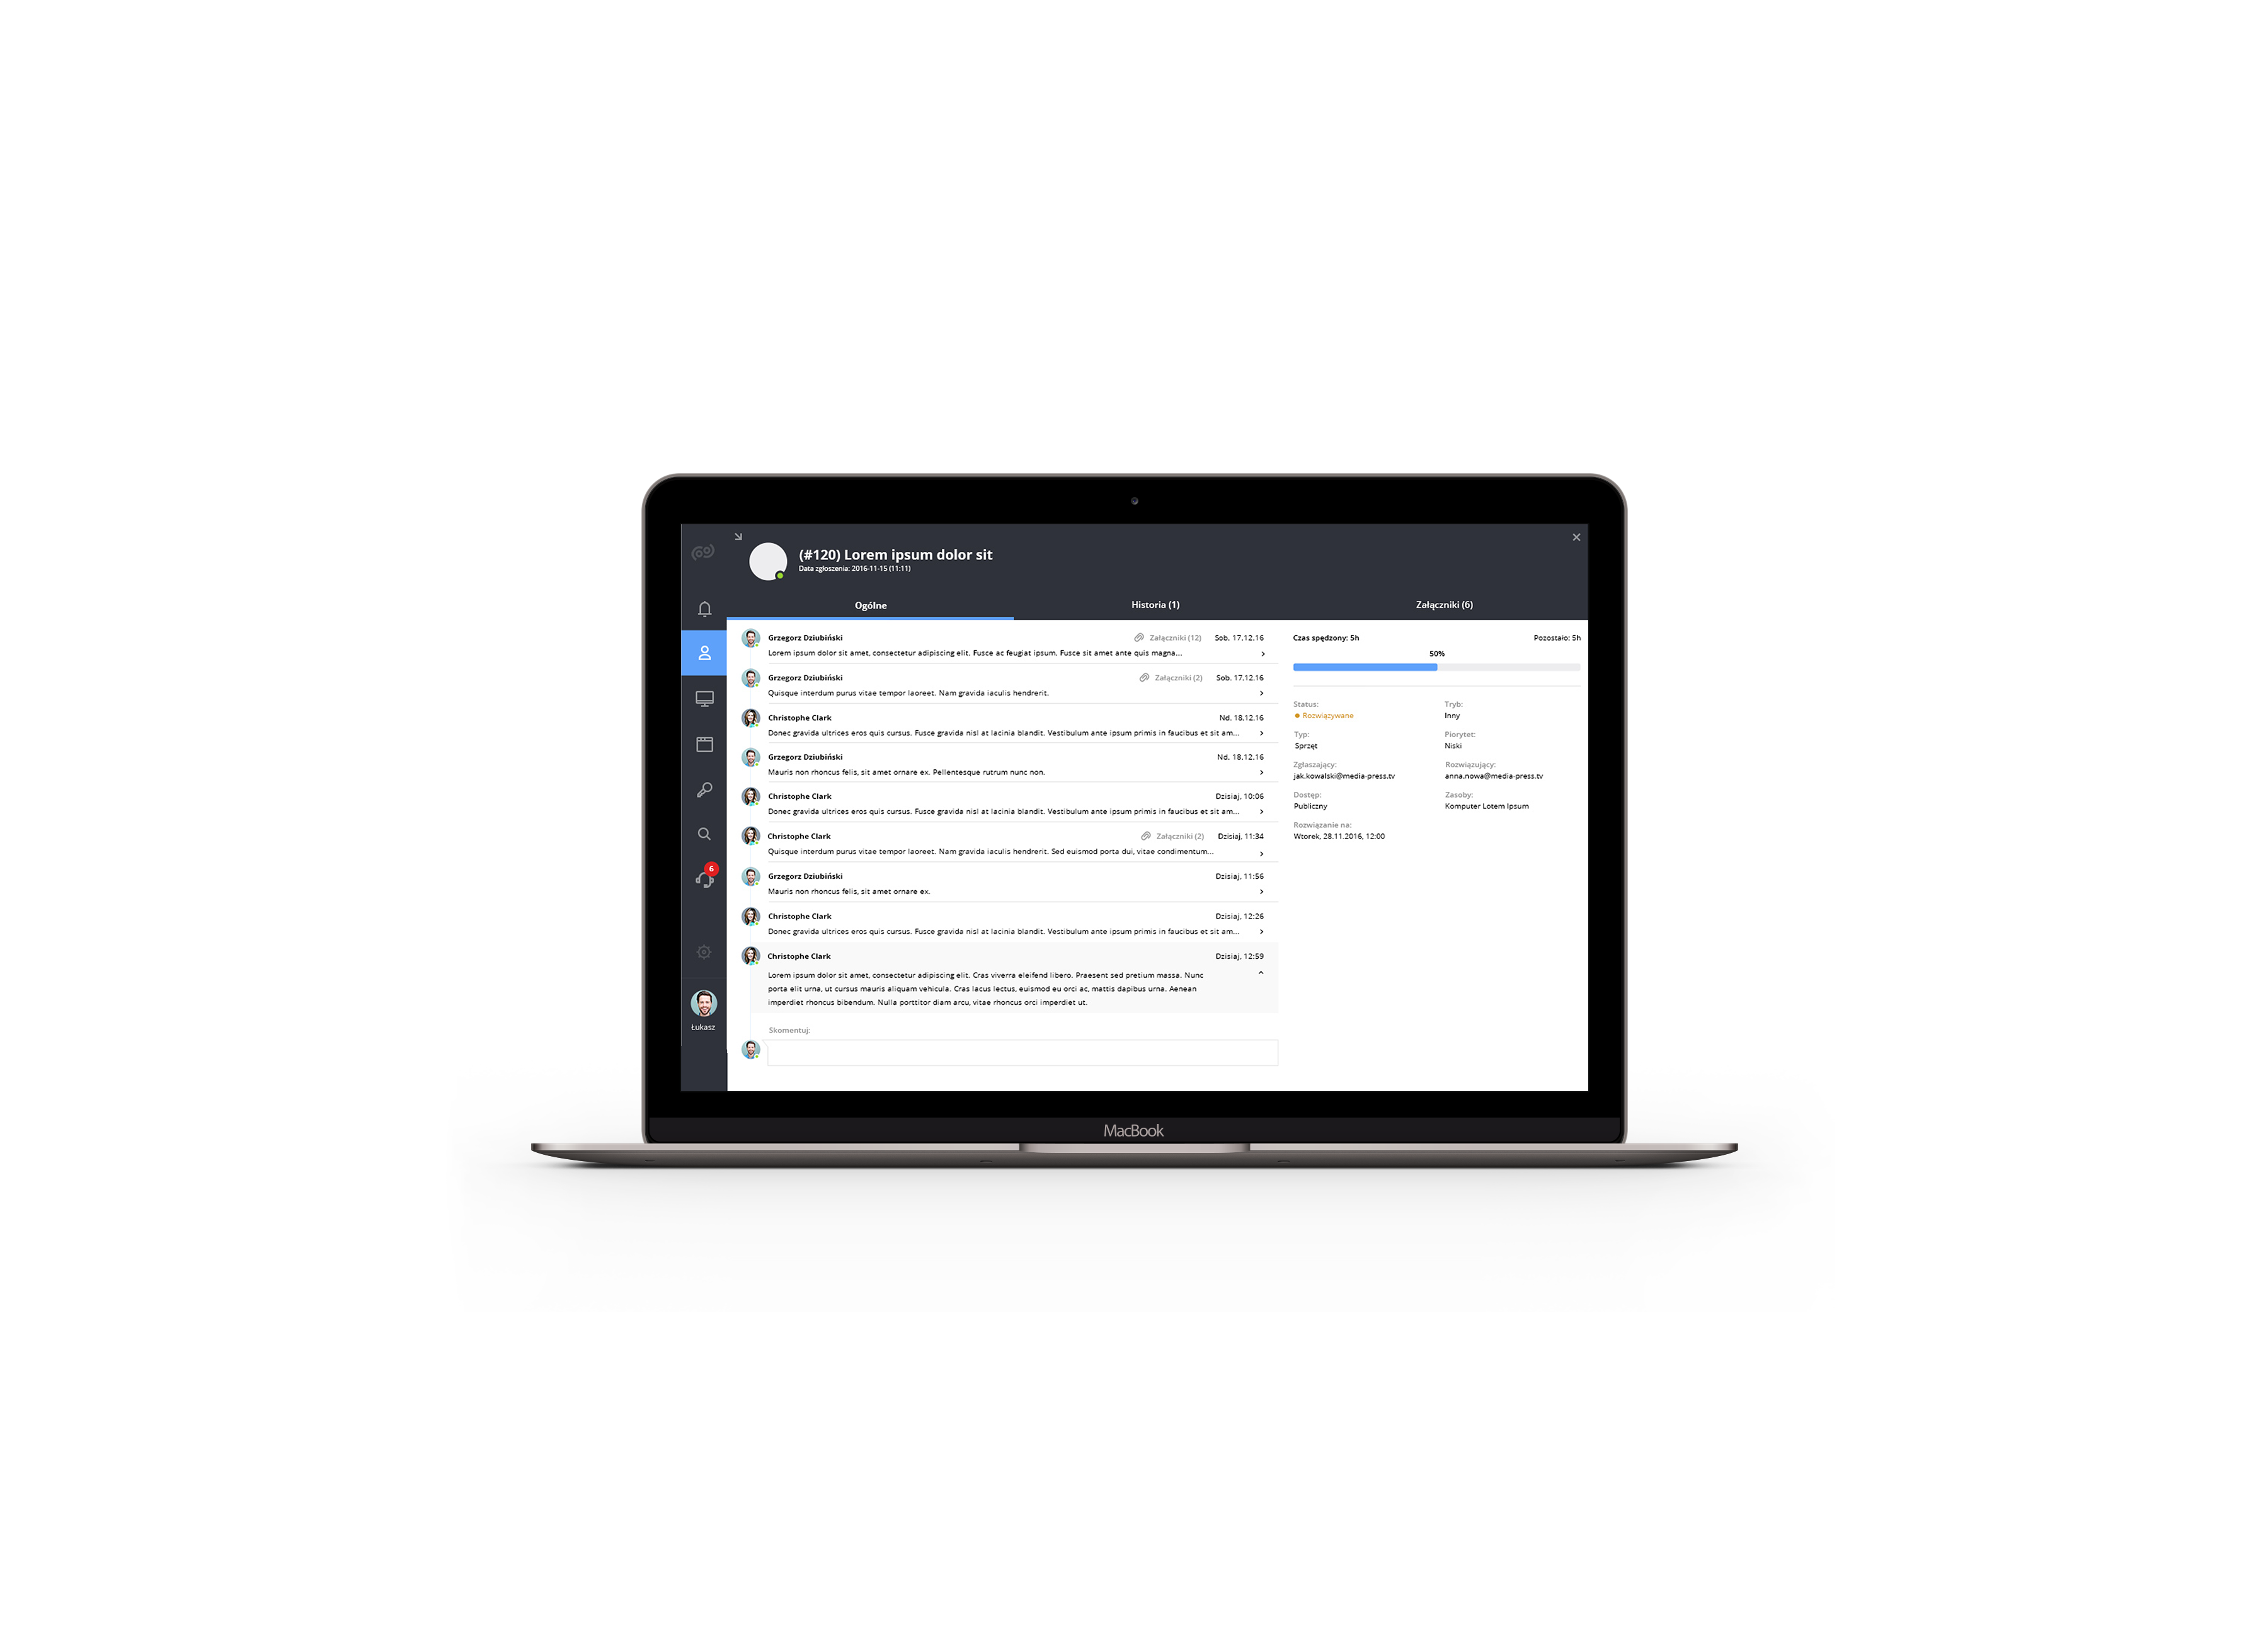 (#120) Lorem ipsum dolor sit
Data zgłoszenia: 2016-11-15 (11:11)
Ogólne
Historia (1)
Załączniki (6)
Grzegorz Dziubiński
Załączniki (12)
Sob. 17.12.16
Lorem ipsum dolor sit amet, consectetur adipiscing elit. Fusce ac feugiat ipsum. Fusce sit amet ante quis magna...
Grzegorz Dziubiński
Załączniki (2)
Sob. 17.12.16
Quisque interdum purus vitae tempor laoreet. Nam gravida iaculis hendrerit.
Christophe Clark
Nd. 18.12.16
Donec gravida ultrices eros quis cursus. Fusce gravida nisl at lacinia blandit. Vestibulum ante ipsum primis in faucibus et sit am...
Grzegorz Dziubiński
Nd. 18.12.16
Mauris non rhoncus felis, sit amet ornare ex. Pellentesque rutrum nunc non.
Christophe Clark
Dzisiaj, 10:06
Donec gravida ultrices eros quis cursus. Fusce gravida nisl at lacinia blandit. Vestibulum ante ipsum primis in faucibus et sit am...
Christophe Clark
Załączniki (2)
Dzisiaj, 11:34
Quisque interdum purus vitae tempor laoreet. Nam gravida iaculis hendrerit. Sed euismod porta dui, vitae condimentum...
Grzegorz Dziubiński
Dzisiaj, 11:56
Mauris non rhoncus felis, sit amet ornare ex.
Christophe Clark
Dzisiaj, 12:26
Donec gravida ultrices eros quis cursus. Fusce gravida nisl at lacinia blandit. Vestibulum ante ipsum primis in faucibus et sit am...
Christophe Clark
Dzisiaj, 12:59
Lorem ipsum dolor sit amet, consectetur adipiscing elit. Cras viverra eleifend libero. Praesent sed pretium massa. Nunc
porta elit urna, ut cursus mauris aliquam vehicula. Cras lacus lectus, euismod eu orci ac, mattis dapibus urna. Aenean
imperdiet rhoncus bibendum. Nulla porttitor diam arcu, vitae rhoncus orci imperdiet ut.
Skomentuj:
Czas spędzony: 5h
Pozostało: 5h
50%
Status:
Rozwiązywane
Tryb:
Inny
Typ:
Sprzęt
Piorytet:
Niski
Zgłaszający:
jak.kowalski@media-press.tv
Rozwiązujący:
anna.nowa@media-press.tv
Dostęp:
Publiczny
Zasoby:
Komputer Lotem Ipsum
Rozwiązanie na:
Wtorek, 28.11.2016, 12:00
6
Łukasz
MacBook